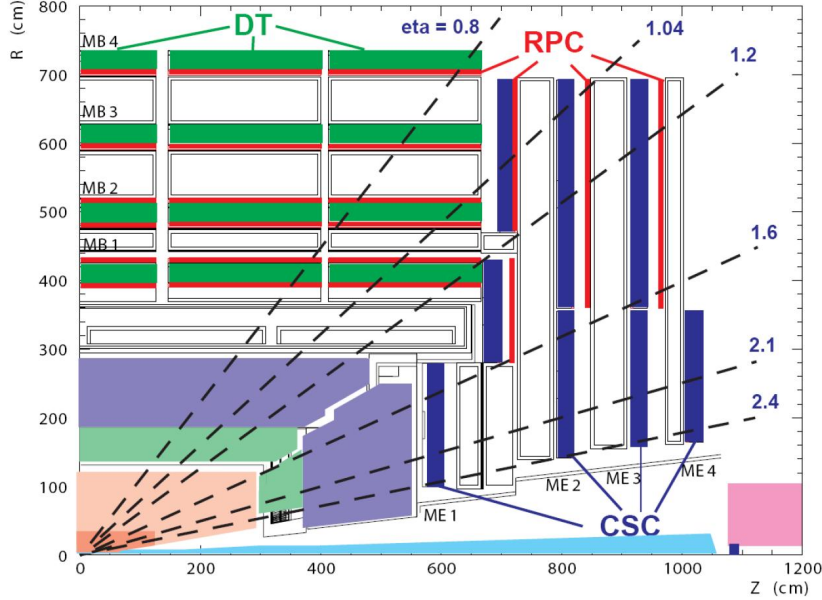 R (cm)
800
700
600
500
400
300
200
100
0
MB 4
MB 3
MB 2
MB 1
DT
eta = 0.8
RPC
1.04
1.2
1.6
2.1
2.4
ME 1
ME 2
ME 3
ME 4
CSC
0
200
400
600
800
1000
1200
Z (cm)